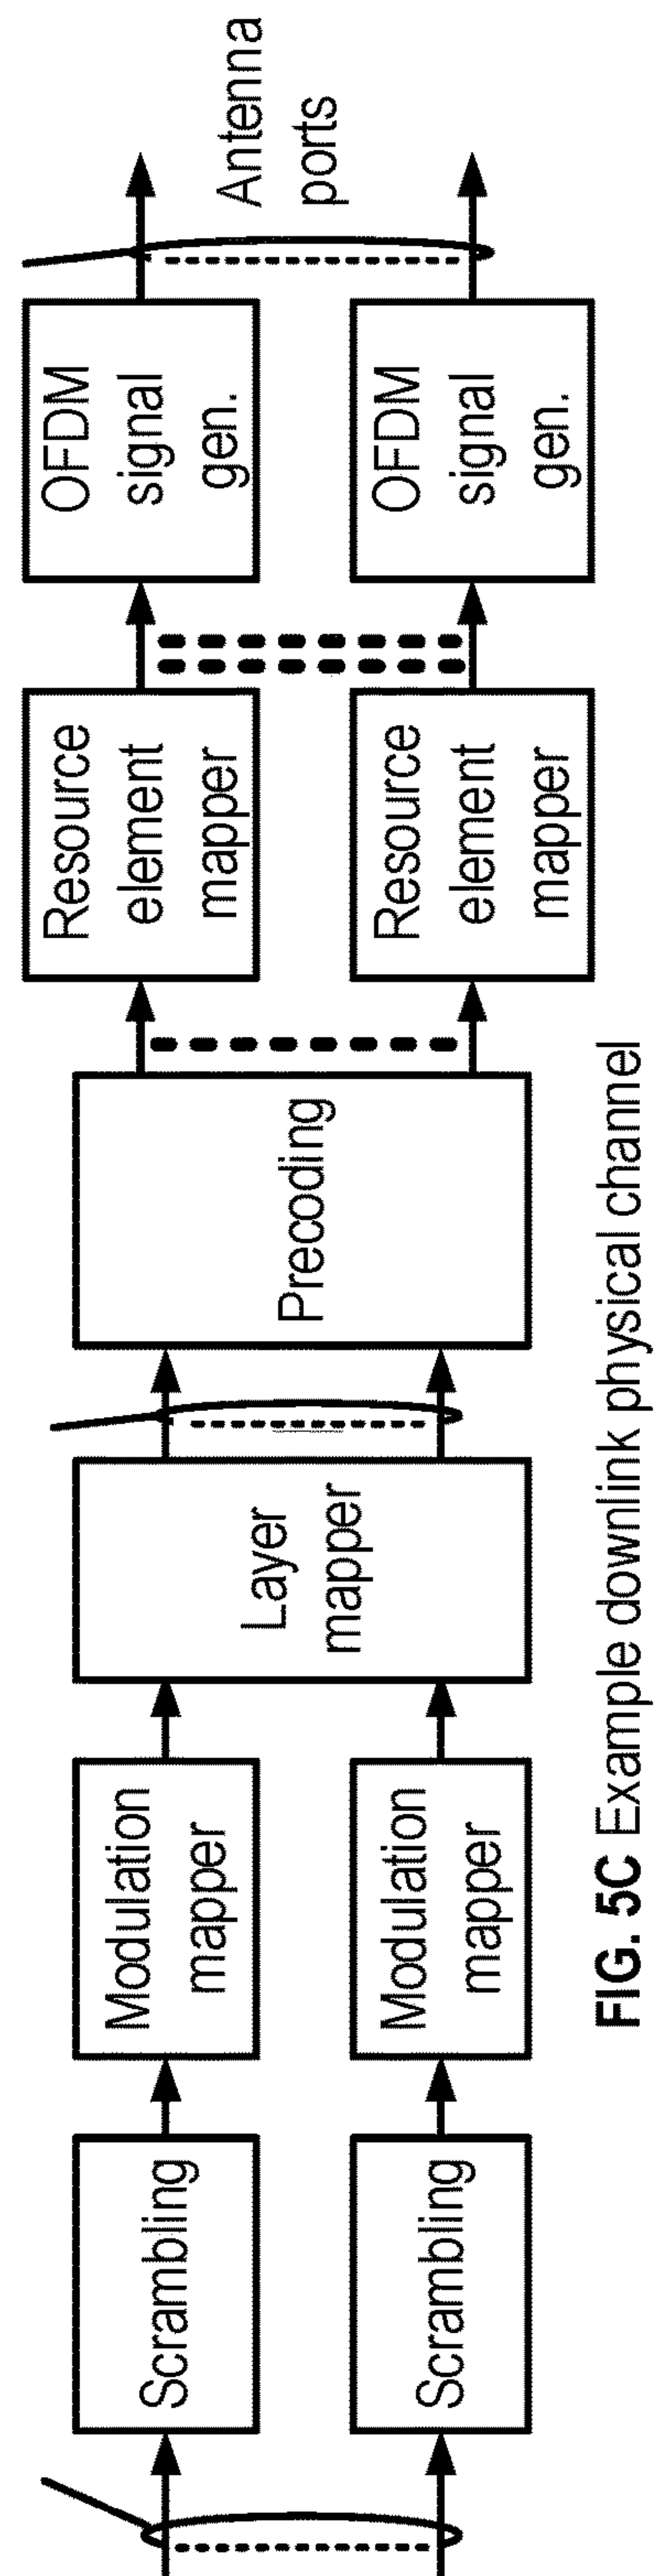 Scrambling
Scrambling
Modulation
mapper
Modulation
mapper
Layer
mapper
Precoding
Resource
element
mapper
Resource
element
mapper
OFDM
signal
gen.
OFDM
signal
gen.
Antenna
ports
FIG. 5C Example downlink physical channel